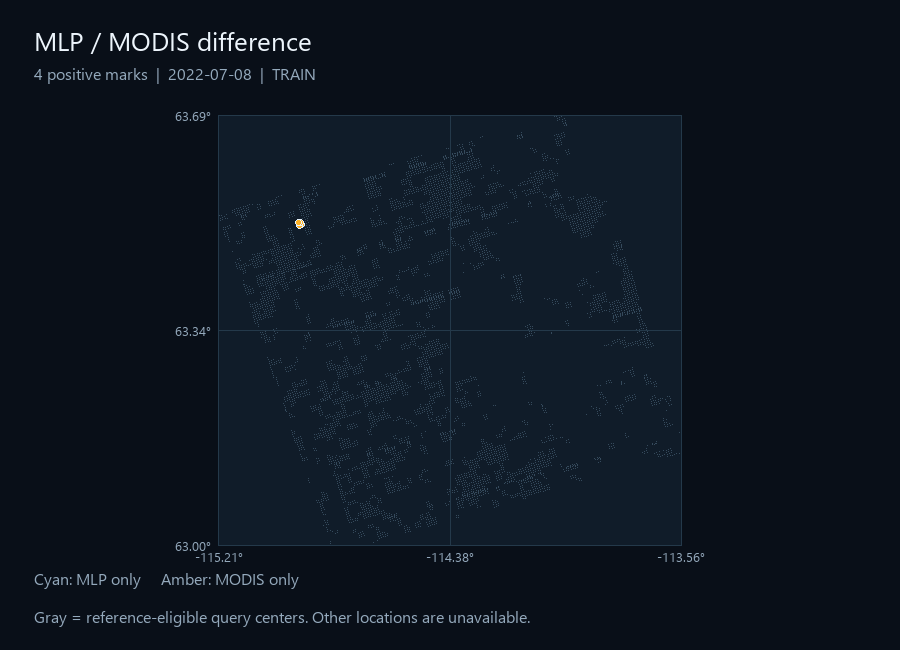 MLP / MODIS difference
4 positive marks | 2022-07-08 | TRAIN
63.69°
63.34°
63.00°
-115.21° -114.38° -113.56°
Cyan: MLP only Amber: MODIS only
Gray = reference-eligible query centers. Other locations are unavailable.